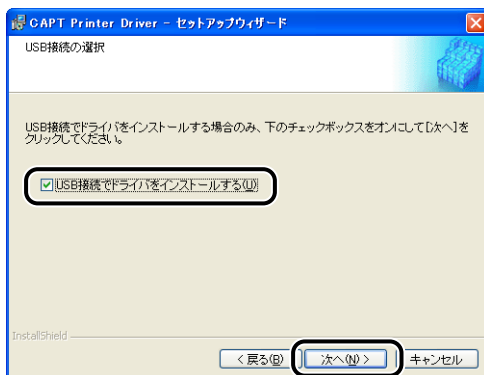 CAPT Printer Driver - セットアップウィザード
USB接続の選択
USB接続でドライバをインストールする場合のみ、下のチェックボックスをオンにして[次へ]を
クリックしてください。
USB接続でドライバをインストールする(U)
InstallShield
< 戻る(B)
次へ(N) >
キャンセル